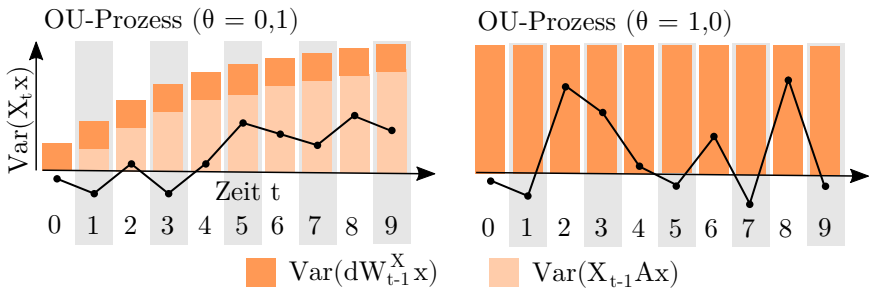 OU-Prozess (θ = 0,1)
OU-Prozess (θ = 1,0)
Var(X_t x)
Zeit t
0 1 2 3 4 5 6 7 8 9
0 1 2 3 4 5 6 7 8 9
Var(dW^X_t-1 x)
Var(X_t-1 Ax)